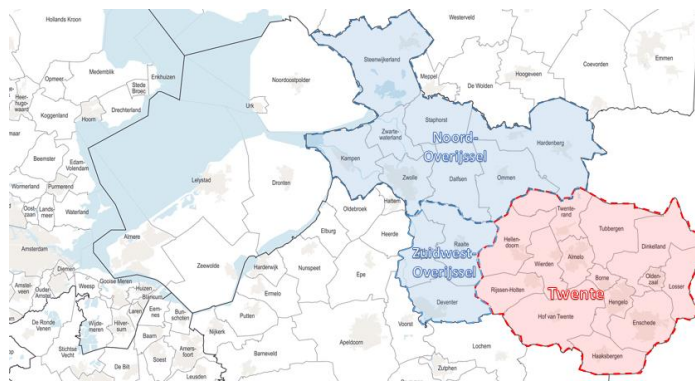 Hollands Kroon
Westerveld
Steenwijkerland
Emmen
Coevorden
Medemblik
Enkhuizen
Opmeer
Noordoostpolder
Meppel
Hoogeveen
De Wolden
Stede
Broec
Heer-
hugo-
waard
Drechterland
Urk
Koggenland
Hoorn
Staphorst
Zwarte-
waterland
Noord-
Overijssel
Hardenberg
Beemster
Edam-
Volendam
Kampen
Lelystad
Dronten
Zwolle
Dalfsen
Ommen
Wormerland
Purmerend
Oost-
zaan
Lands-
meer
Waterland
Hattem
Oldebroek
Twente-
rand
Elburg
Heerde
Tubbergen
Almere
Amsterdam
Raalte
Zuidwest-
Overijssel
Hellen-
doorn
Dinkelland
Wierden
Almelo
Diemen
Zeewolde
Harderwijk
Nunspeet
Epe
Borne
Olden-
zaal
Losser
Amstel-
veen
Ouder-
Amstel
Weesp
Gooise Meren
Huizen
Blaricum
Ermelo
Rijssen-Holten
Twente
Deventer
Hengelo
Laren
Eem-
nes
Bun-
schoten
Putten
Hof van Twente
De Ronde
Venen
Wijde-
meren
Hilver-
sum
Voorst
Enschede
Nijkerk
Baarn
Apeldoorn
Lochem
Stichtse
Vecht
Soest
Amers-
foort
Barneveld
Haaksbergen
De Bilt
Zutphen
Leusden